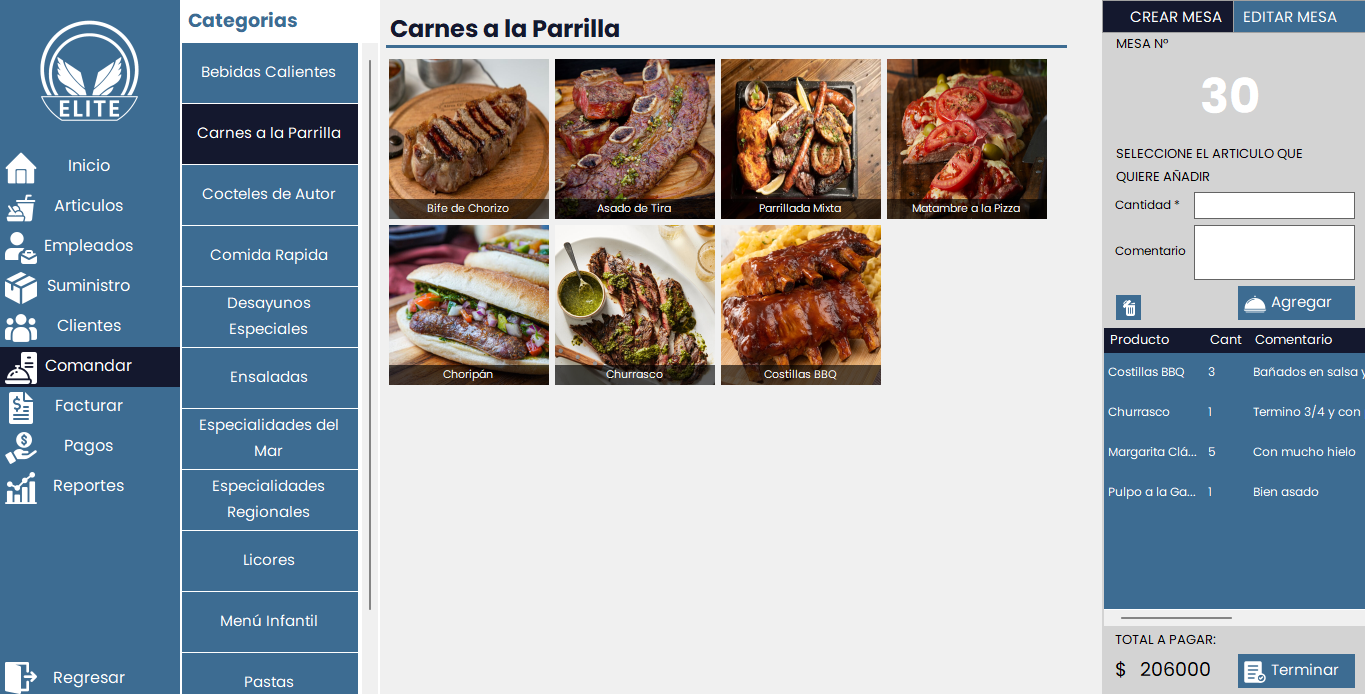 ELITE
Inicio
Articulos
Empleados
Suministro
Clientes
Comandar
Facturar
Pagos
Reportes
Regresar
Categorias
Bebidas Calientes
Carnes a la Parrilla
Cocteles de Autor
Comida Rapida
Desayunos
Especiales
Ensaladas
Especialidades del
Mar
Especialidades
Regionales
Licores
Menú Infantil
Pastas
Carnes a la Parrilla
Bife de Chorizo
Asado de Tira
Parrillada Mixta
Matambre a la Pizza
Choripán
Churrasco
Costillas BBQ
CREAR MESA EDITAR MESA
MESA Nº
30
SELECCIONE EL ARTICULO QUE
QUIERE AÑADIR
Cantidad *
Comentario
Agregar
Producto Cant Comentario
Costillas BBQ 3 Bañados en salsa y
Churrasco 1 Termino 3/4 y con
Margarita Clá... 5 Con mucho hielo
Pulpo a la Ga... 1 Bien asado
TOTAL A PAGAR:
$ 206000
Terminar